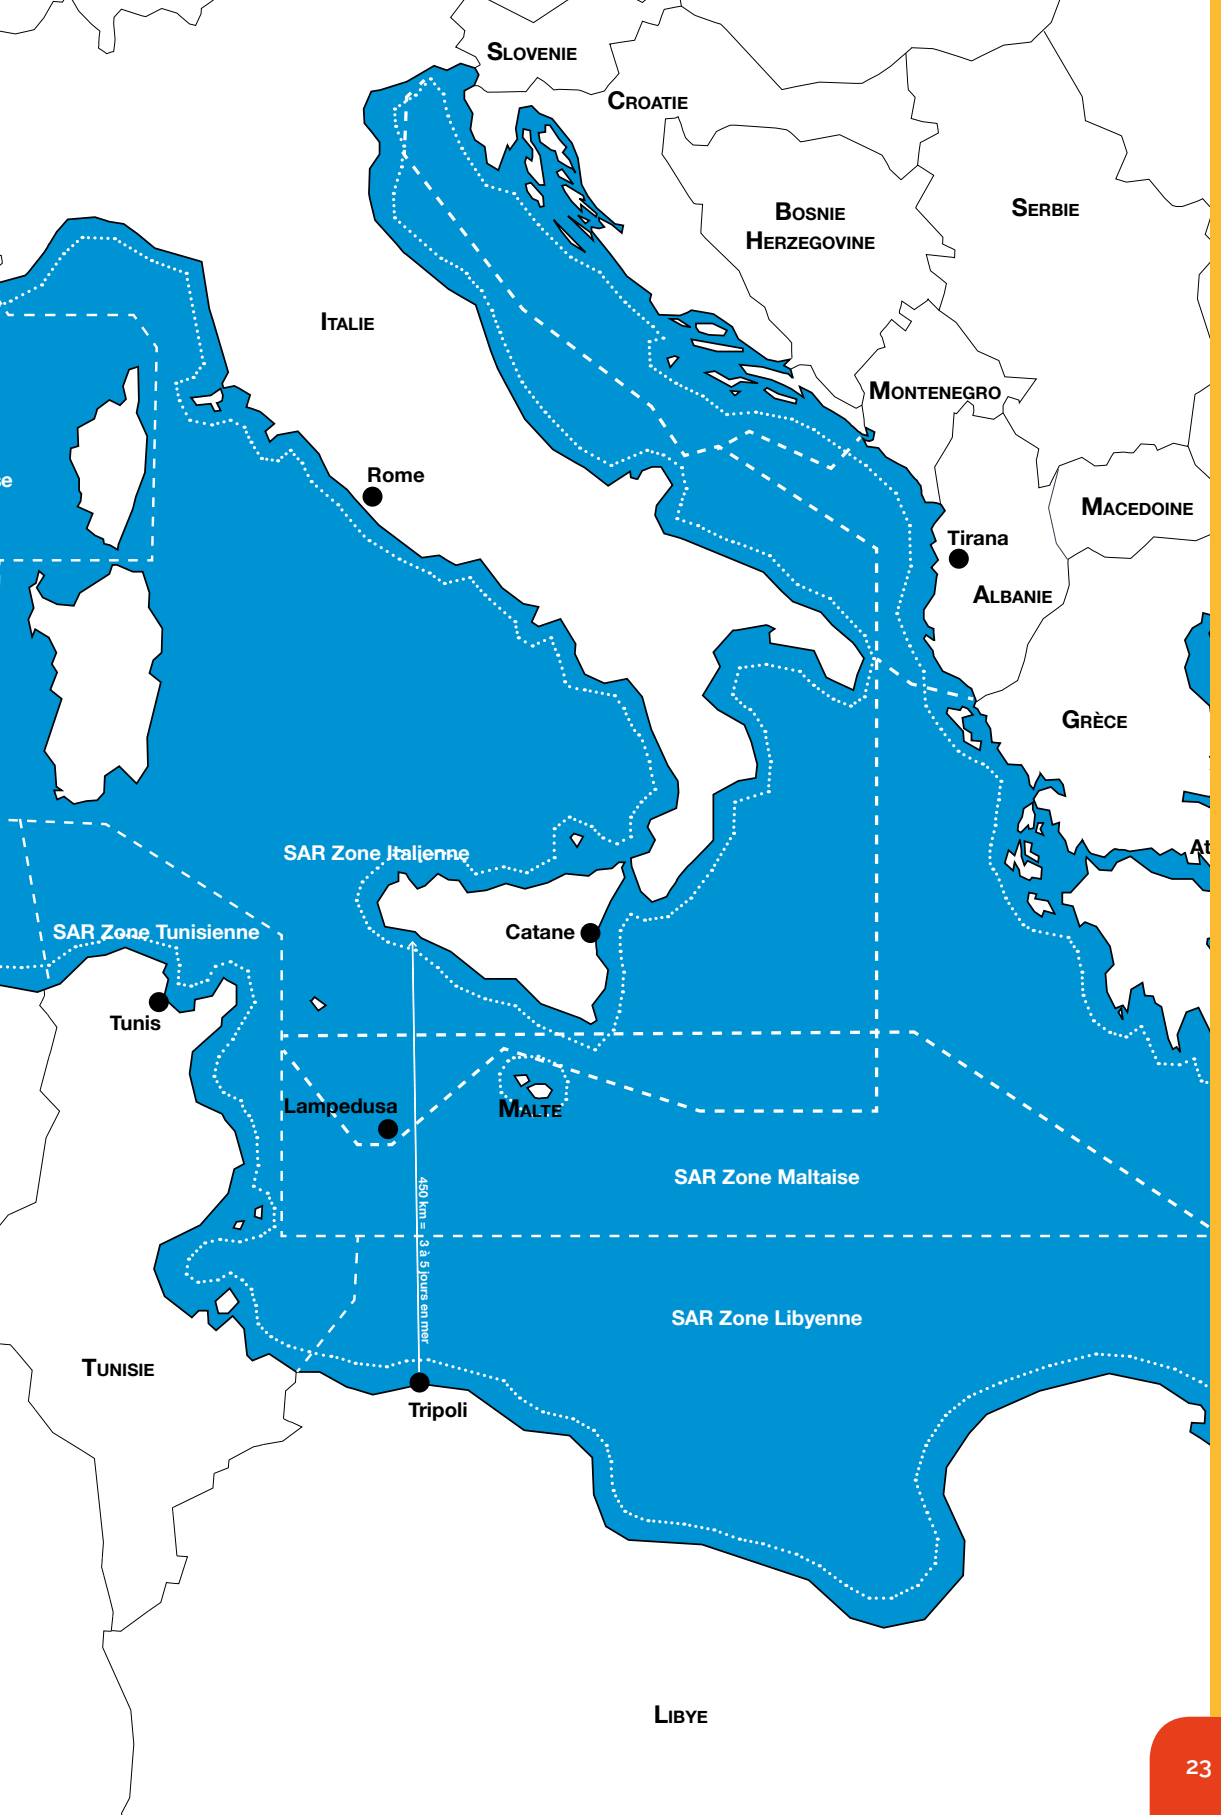 SLOVENIE
CROATIE
BOSNIE
HERZEGOVINE
SERBIE
ITALIE
MONTENEGRO
Rome
se
MACEDOINE
Tirana
ALBANIE
GRÈCE
SAR Zone Italienne
At
SAR Zone Tunisienne
Catane
Tunis
Lampedusa
MALTE
SAR Zone Maltaise
450 km = 3 à 5 jours en mer
SAR Zone Libyenne
TUNISIE
Tripoli
LIBYE
23